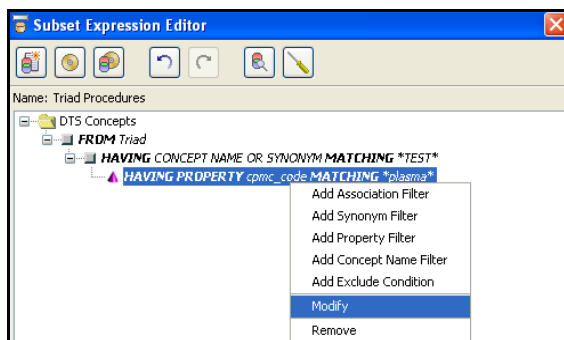 Subset Expression Editor
Name: Triad Procedures
DTS Concepts
FROM Triad
HAVING CONCEPT NAME OR SYNONYM MATCHING *TEST*
HAVING PROPERTY cpmc_code MATCHING *plasma*
Add Association Filter
Add Synonym Filter
Add Property Filter
Add Concept Name Filter
Add Exclude Condition
Modify
Remove